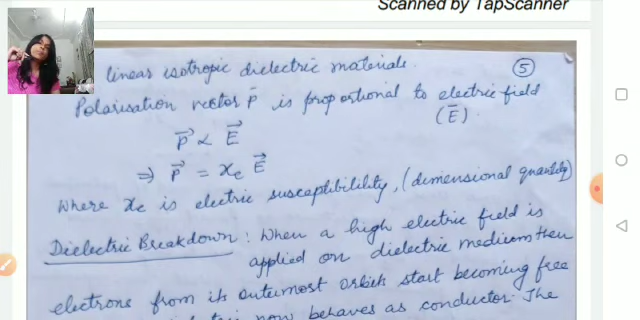 Scanned by TapScanner
linear isotropic dielectric materials.
5
Polarisation vector P is proportional to electric field
(E).
P ∝ E
⇒ P = χe E
Where χe is electric susceptibility, (dimensional quantity)
Dielectric Breakdown : When a high electric field is
applied on dielectric medium then
electrons from its outermost orbich start becoming free
now behaves as conductor. The